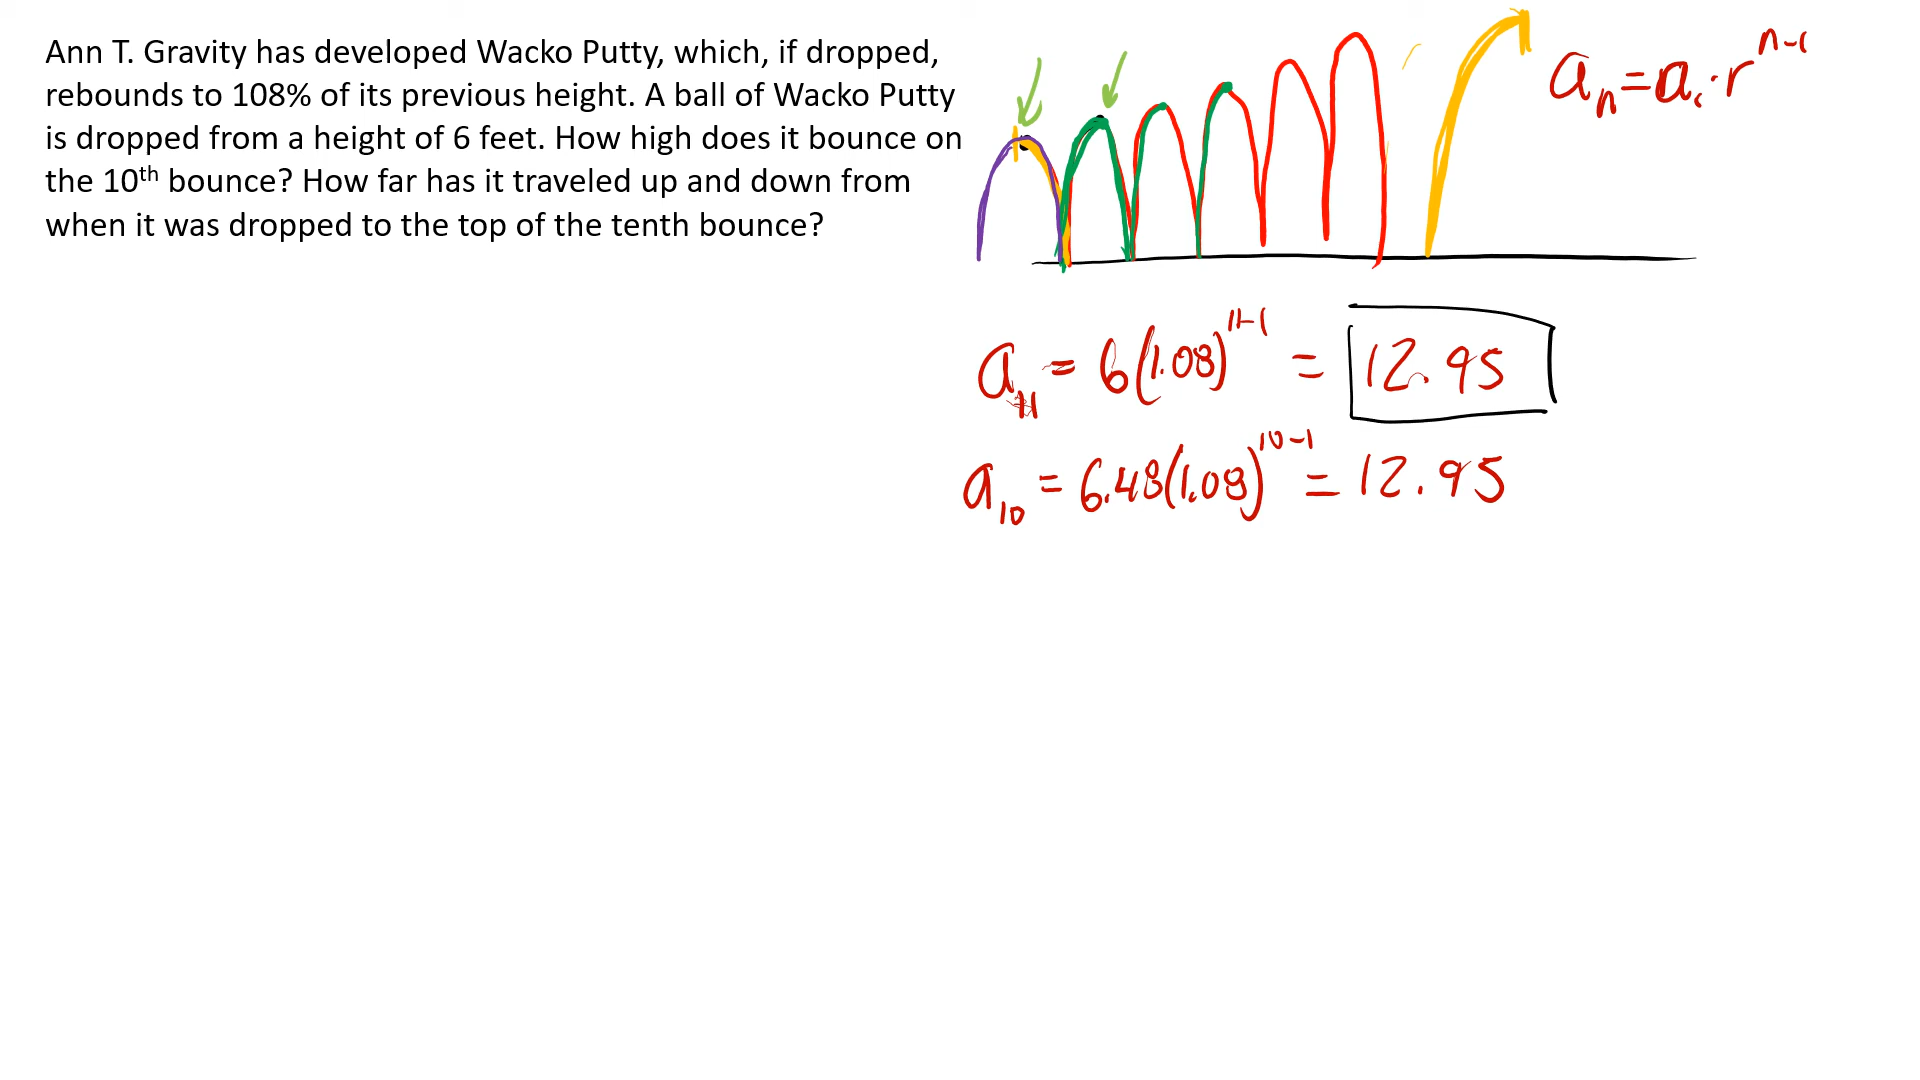 Ann T. Gravity has developed Wacko Putty, which, if dropped,
rebounds to 108% of its previous height. A ball of Wacko Putty
is dropped from a height of 6 feet. How high does it bounce on
the 10th bounce? How far has it traveled up and down from
when it was dropped to the top of the tenth bounce?
aₙ = a₁ · r^(n-1)
a₁₁ = 6(1.08)^(11-1) = 12.95
a₁₀ = 6.48(1.08)^(10-1) = 12.95